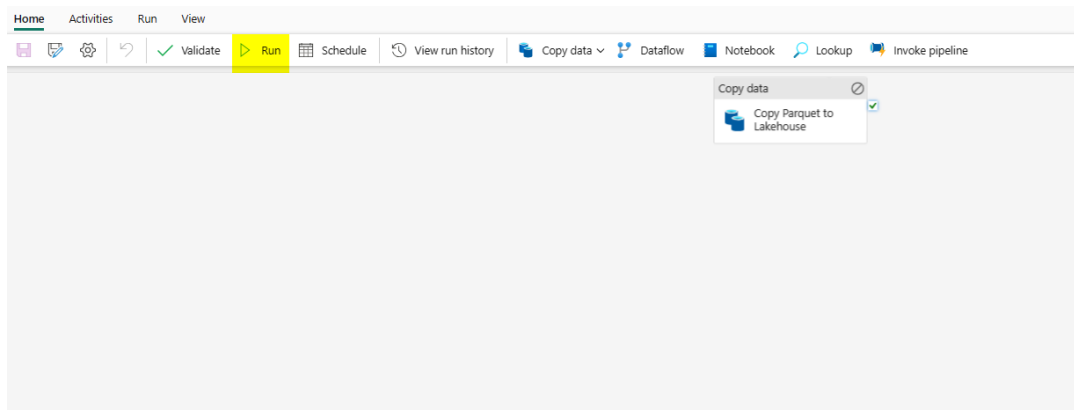 Home Activities Run View
Validate Run Schedule View run history Copy data Dataflow Notebook Lookup Invoke pipeline
Copy data
Copy Parquet to
Lakehouse